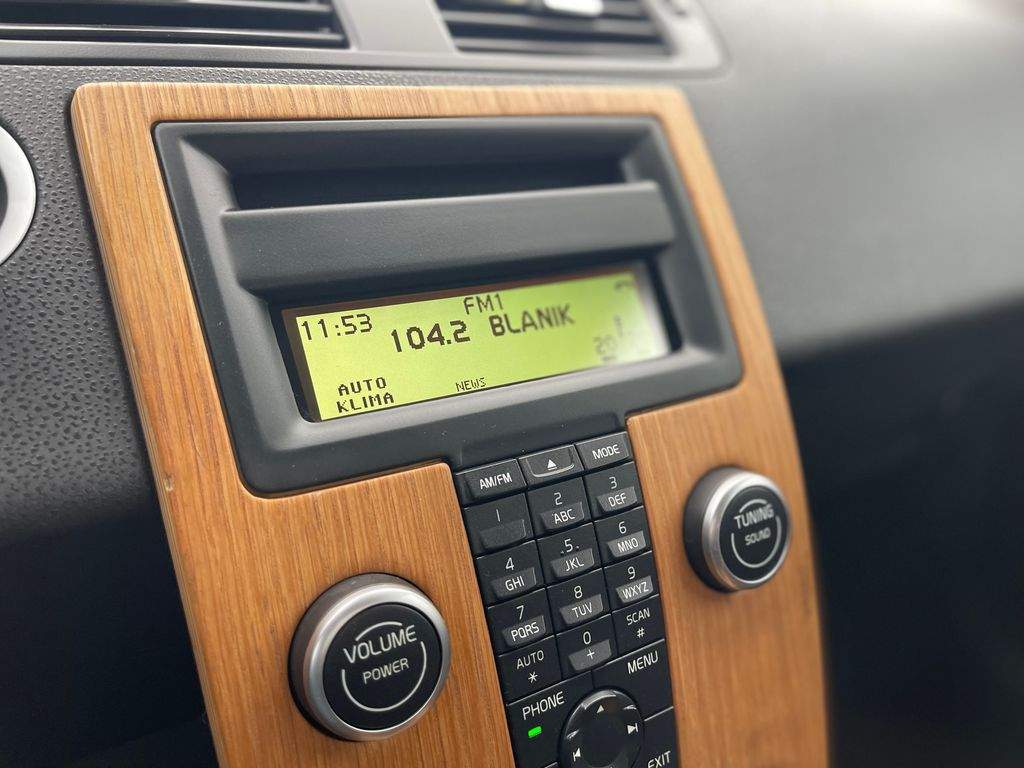 FM1
11:53
104.2 BLANIK
AUTO
KLIMA
NEWS
AM/FM
MODE
1
2
ABC
3
DEF
4
GHI
5
JKL
6
MNO
7
PQRS
8
TUV
9
WXYZ
AUTO
*
0
+
SCAN
#
PHONE
MENU
EXIT
VOLUME
POWER
TUNING
SOUND